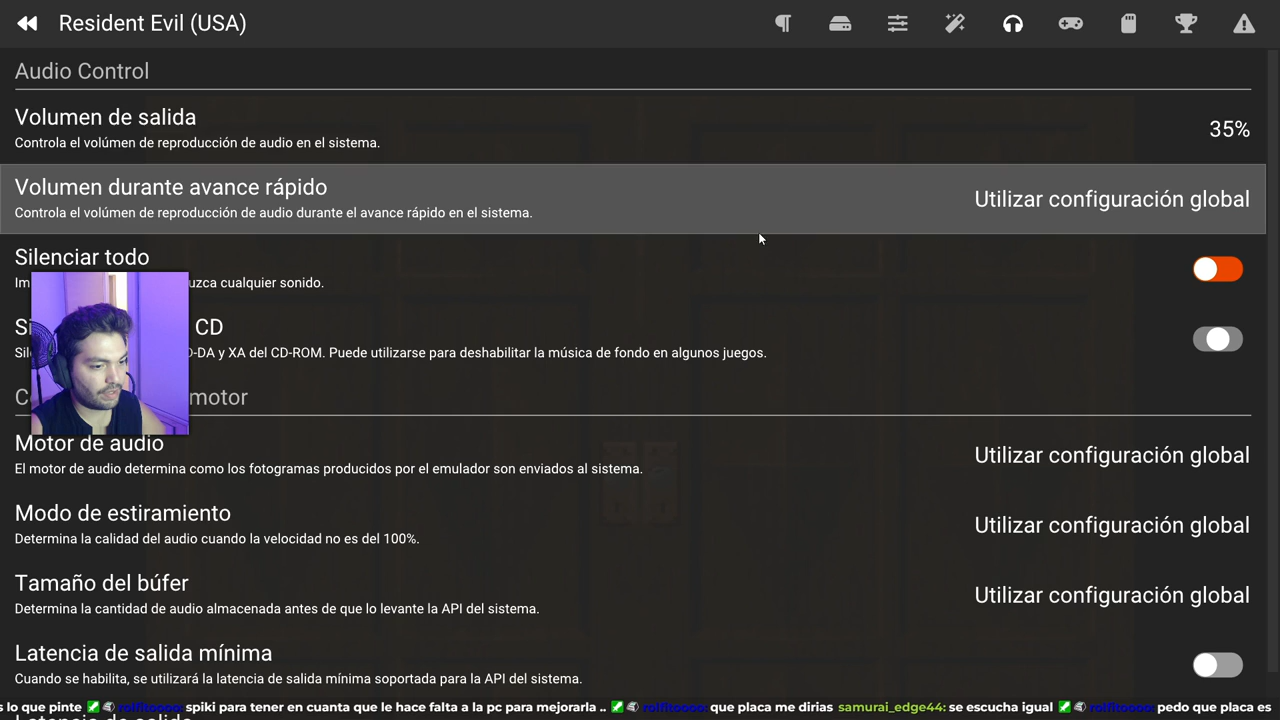 Resident Evil (USA)
Audio Control
Volumen de salida
Controla el volúmen de reproducción de audio en el sistema.
35%
Volumen durante avance rápido
Controla el volúmen de reproducción de audio durante el avance rápido en el sistema.
Utilizar configuración global
Silenciar todo
Im uzca cualquier sonido.
CD
D-DA y XA del CD-ROM. Puede utilizarse para deshabilitar la música de fondo en algunos juegos.
motor
Motor de audio
El motor de audio determina como los fotogramas producidos por el emulador son enviados al sistema.
Utilizar configuración global
Modo de estiramiento
Determina la calidad del audio cuando la velocidad no es del 100%.
Utilizar configuración global
Tamaño del búfer
Determina la cantidad de audio almacenada antes de que lo levante la API del sistema.
Utilizar configuración global
Latencia de salida mínima
Cuando se habilita, se utilizará la latencia de salida mínima soportada para la API del sistema.
s lo que pinte rolfitoooo: spiki para tener en cuanta que le hace falta a la pc para mejorarla .. rolfitoooo: que placa me dirias samurai_edge44: se escucha igual rolfitoooo: pedo que placa es